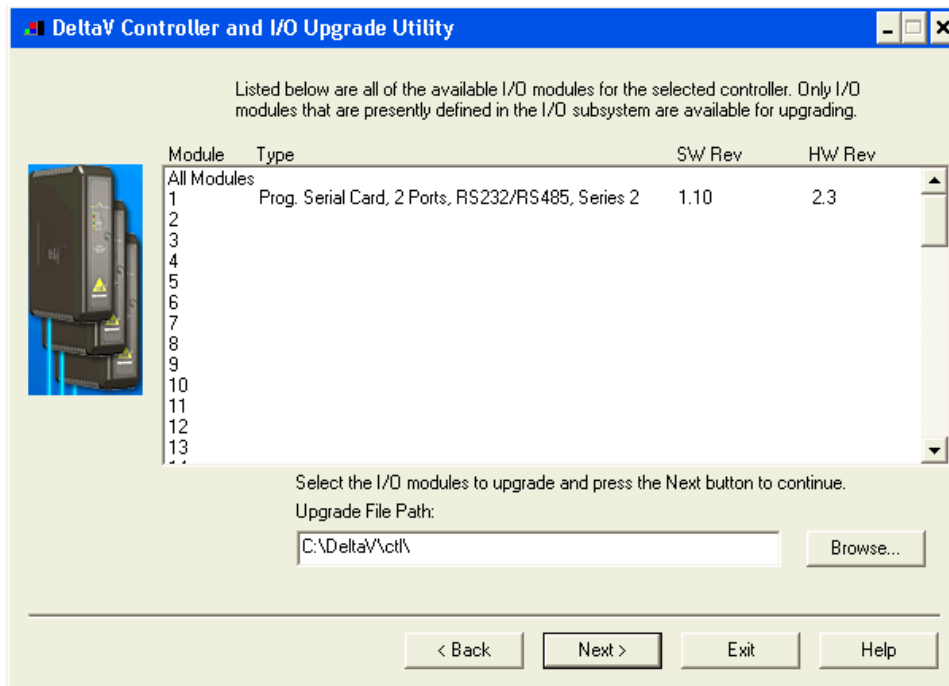 DeltaV Controller and I/O Upgrade Utility
Listed below are all of the available I/O modules for the selected controller. Only I/O
modules that are presently defined in the I/O subsystem are available for upgrading.
Module Type SW Rev HW Rev
All Modules
1 Prog. Serial Card, 2 Ports, RS232/RS485, Series 2 1.10 2.3
2
3
4
5
6
7
8
9
10
11
12
13
Select the I/O modules to upgrade and press the Next button to continue.
Upgrade File Path:
C:\DeltaV\ctl\
Browse...
< Back Next > Exit Help